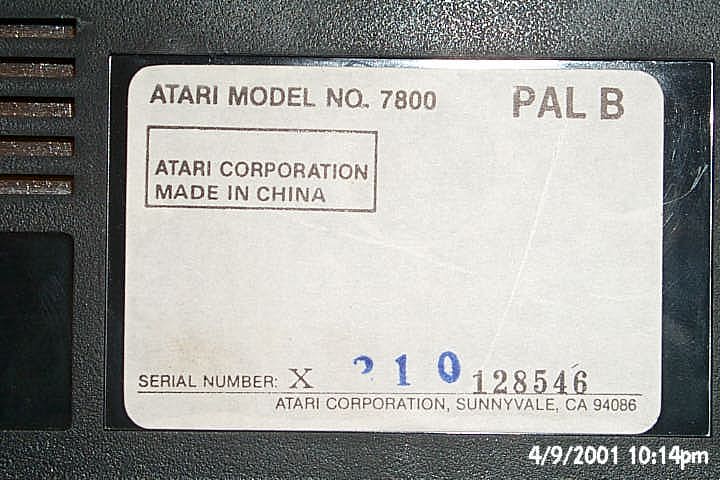 ATARI MODEL NO. 7800 PAL B
ATARI CORPORATION
MADE IN CHINA
SERIAL NUMBER: X 210 128546
ATARI CORPORATION, SUNNYVALE, CA 94086
4/9/2001 10:14pm